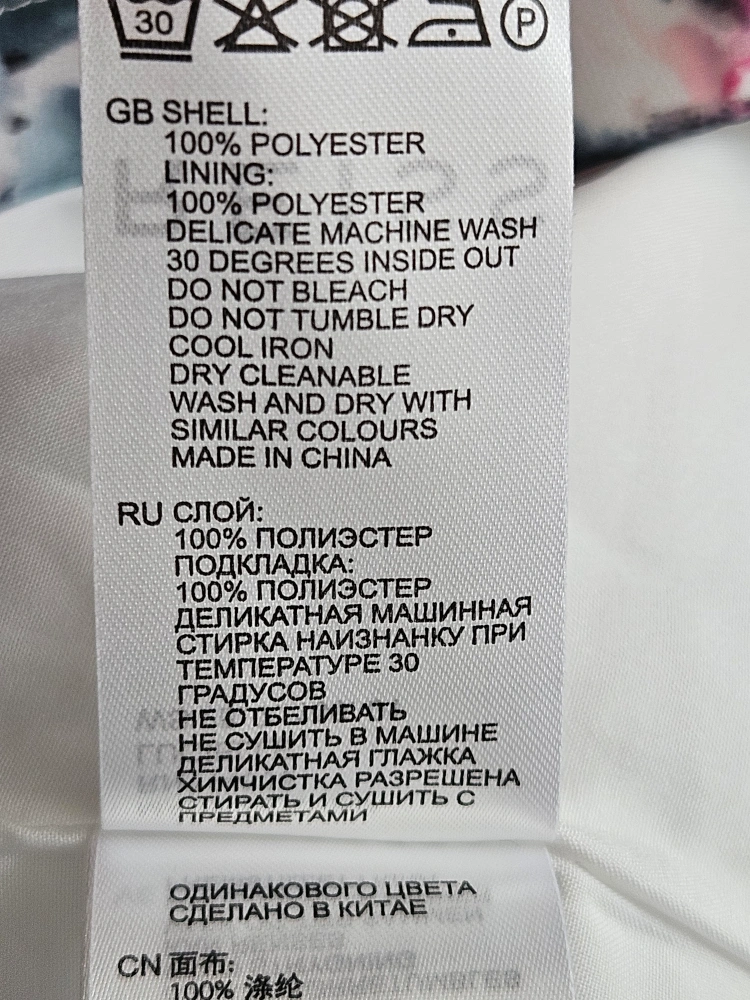 30
P
GB SHELL:
100% POLYESTER
LINING:
100% POLYESTER
DELICATE MACHINE WASH
30 DEGREES INSIDE OUT
DO NOT BLEACH
DO NOT TUMBLE DRY
COOL IRON
DRY CLEANABLE
WASH AND DRY WITH
SIMILAR COLOURS
MADE IN CHINA
RU СЛОЙ:
100% ПОЛИЭСТЕР
ПОДКЛАДКА:
100% ПОЛИЭСТЕР
ДЕЛИКАТНАЯ МАШИННАЯ
СТИРКА НАИЗНАНКУ ПРИ
ТЕМПЕРАТУРЕ 30
ГРАДУСОВ
НЕ ОТБЕЛИВАТЬ
НЕ СУШИТЬ В МАШИНЕ
ДЕЛИКАТНАЯ ГЛАЖКА
ХИМЧИСТКА РАЗРЕШЕНА
СТИРАТЬ И СУШИТЬ С
ПРЕДМЕТАМИ
ОДИНАКОВОГО ЦВЕТА
СДЕЛАНО В КИТАЕ
CN 面布:
100% 涤纶